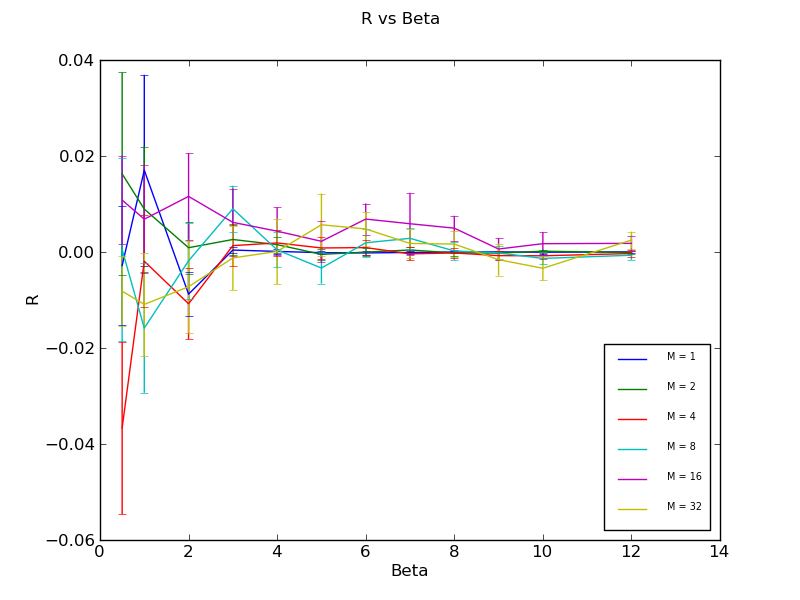 R vs Beta
0.04
0.02
0.00
−0.02
−0.04
−0.06
R
M = 1
M = 2
M = 4
M = 8
M = 16
M = 32
0 2 4 6 8 10 12 14
Beta